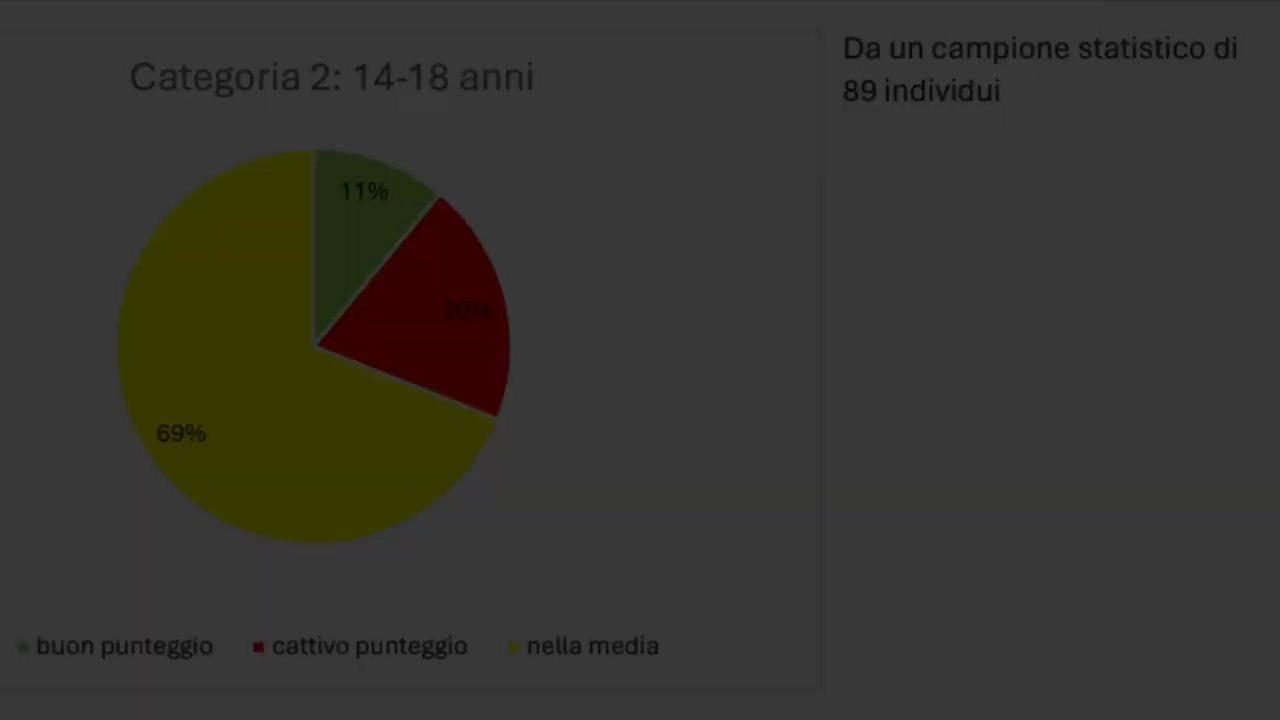 Da un campione statistico di
89 individui
Categoria 2: 14-18 anni
11%
20%
69%
buon punteggio
cattivo punteggio
nella media